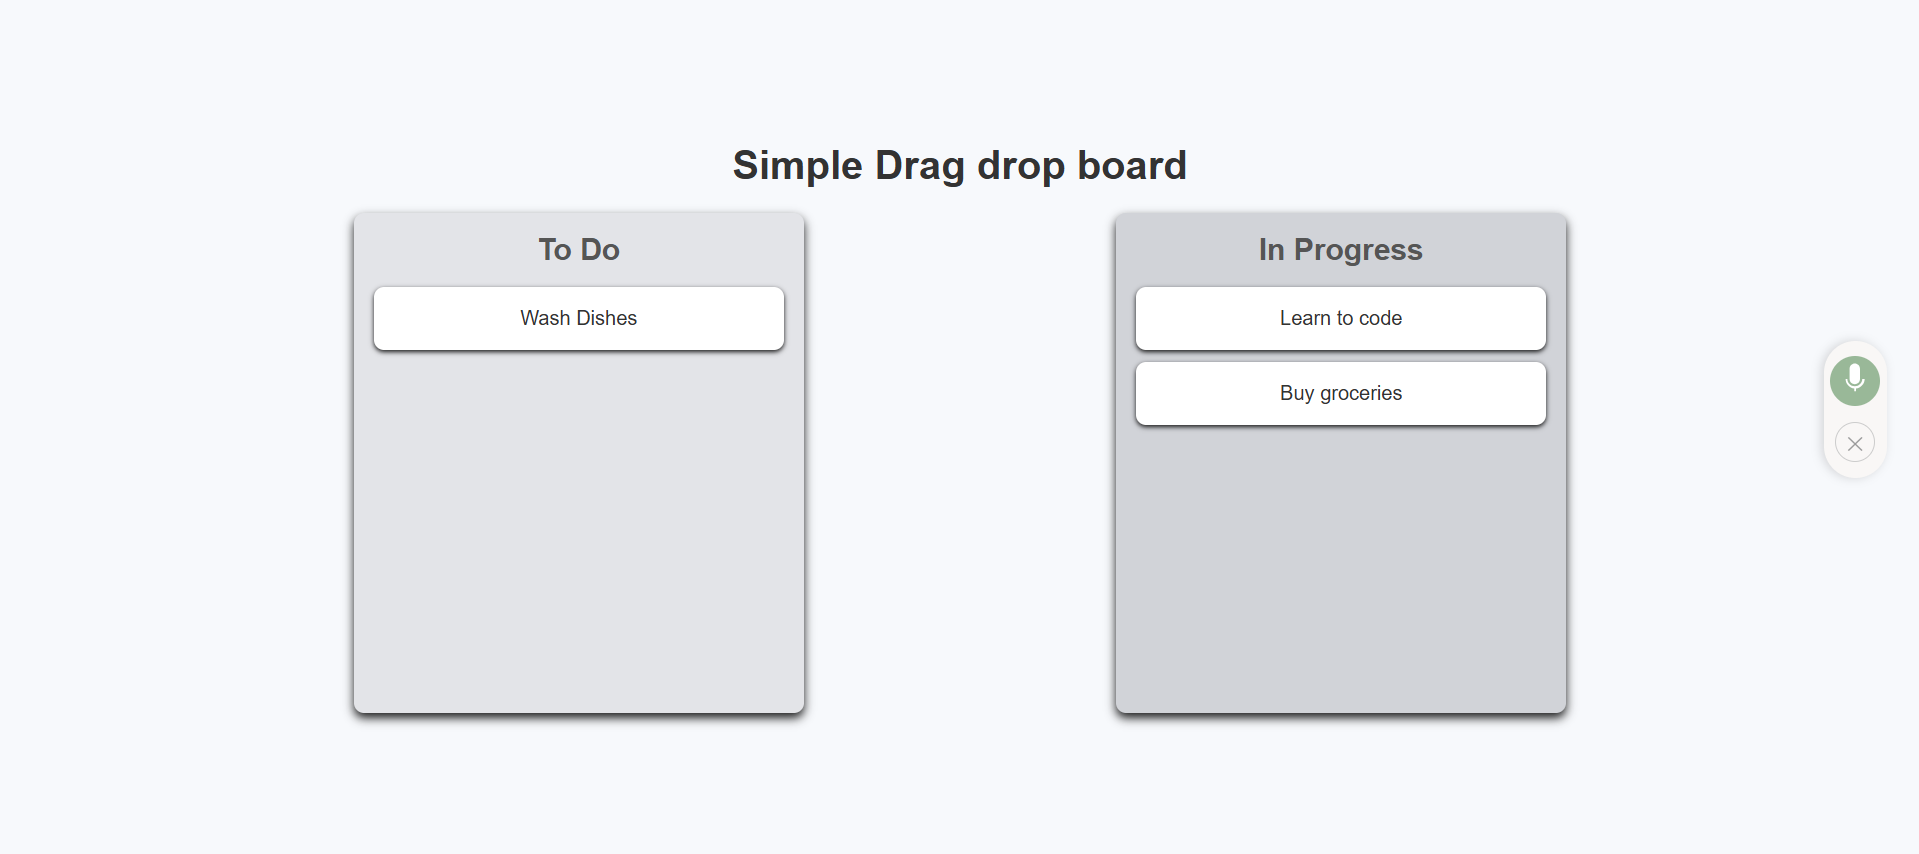 Simple Drag drop board
To Do
Wash Dishes
In Progress
Learn to code
Buy groceries